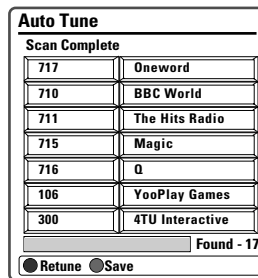 Auto Tune
Scan Complete
717 Oneword
710 BBC World
711 The Hits Radio
715 Magic
716 Q
106 YooPlay Games
300 4TU Interactive
Found - 17
Retune Save